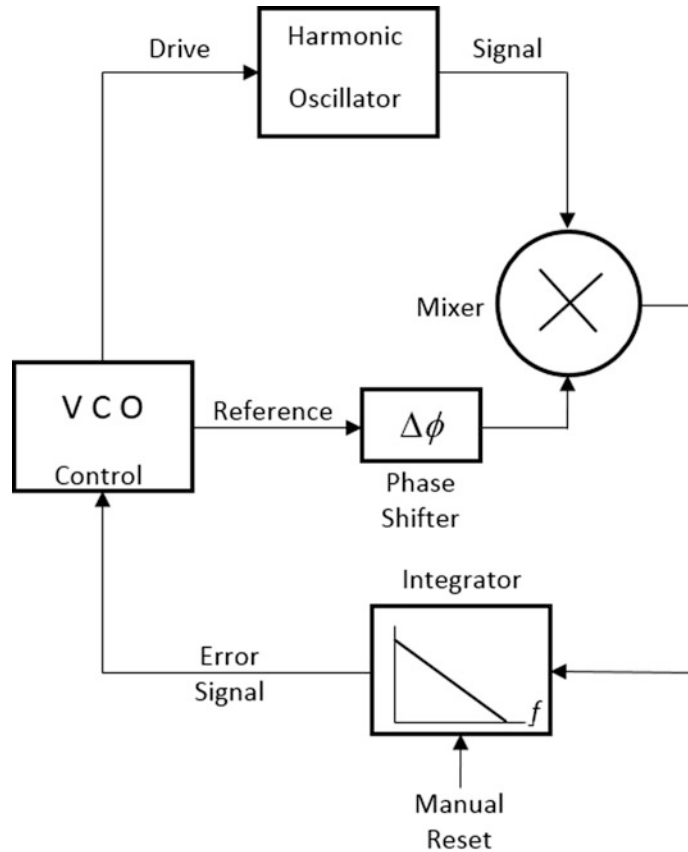 Harmonic
Oscillator
Drive
Signal
Mixer
V C O
Control
Reference
Δϕ
Phase
Shifter
Integrator
f
Error
Signal
Manual
Reset